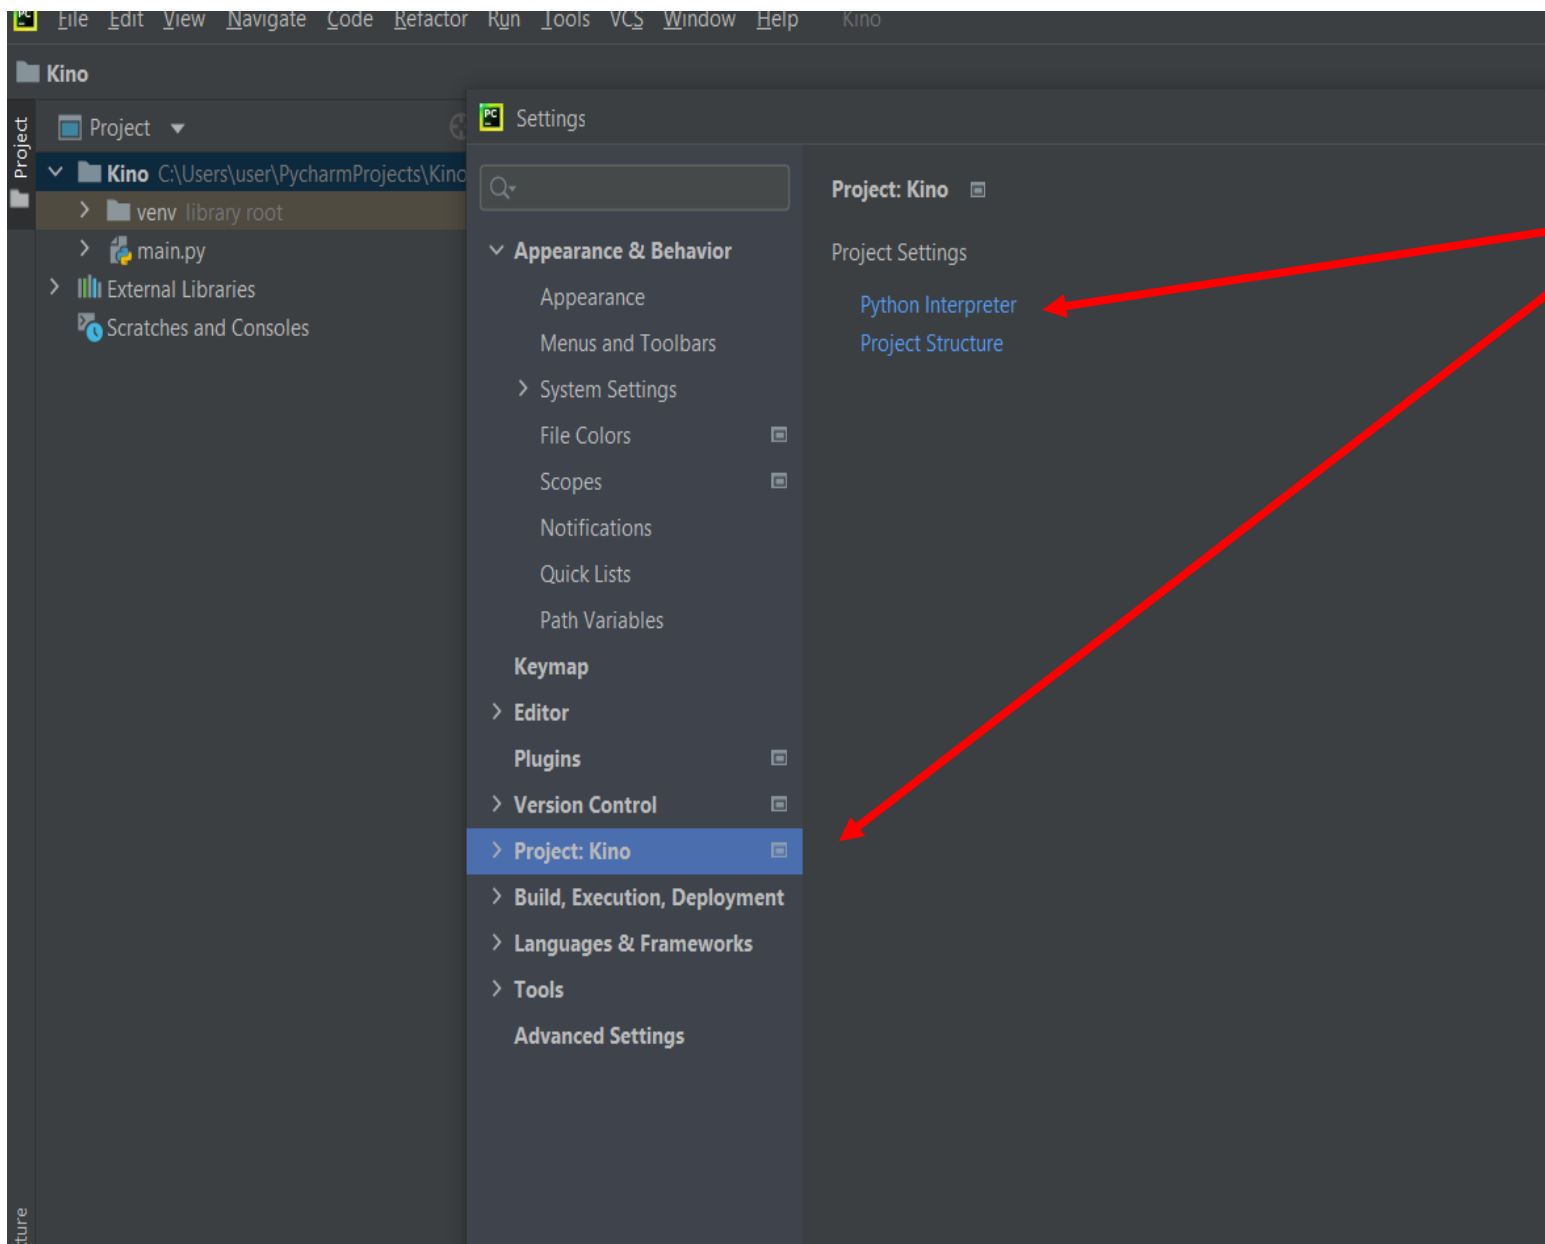 File Edit View Navigate Code Refactor Run Tools VCS Window Help Kino
Kino
Project
Project
Kino C:\Users\user\PycharmProjects\Kino
venv library root
main.py
External Libraries
Scratches and Consoles
PC Settings
Appearance & Behavior
Appearance
Menus and Toolbars
System Settings
File Colors
Scopes
Notifications
Quick Lists
Path Variables
Keymap
Editor
Plugins
Version Control
Project: Kino
Build, Execution, Deployment
Languages & Frameworks
Tools
Advanced Settings
Project: Kino
Project Settings
Python Interpreter
Project Structure